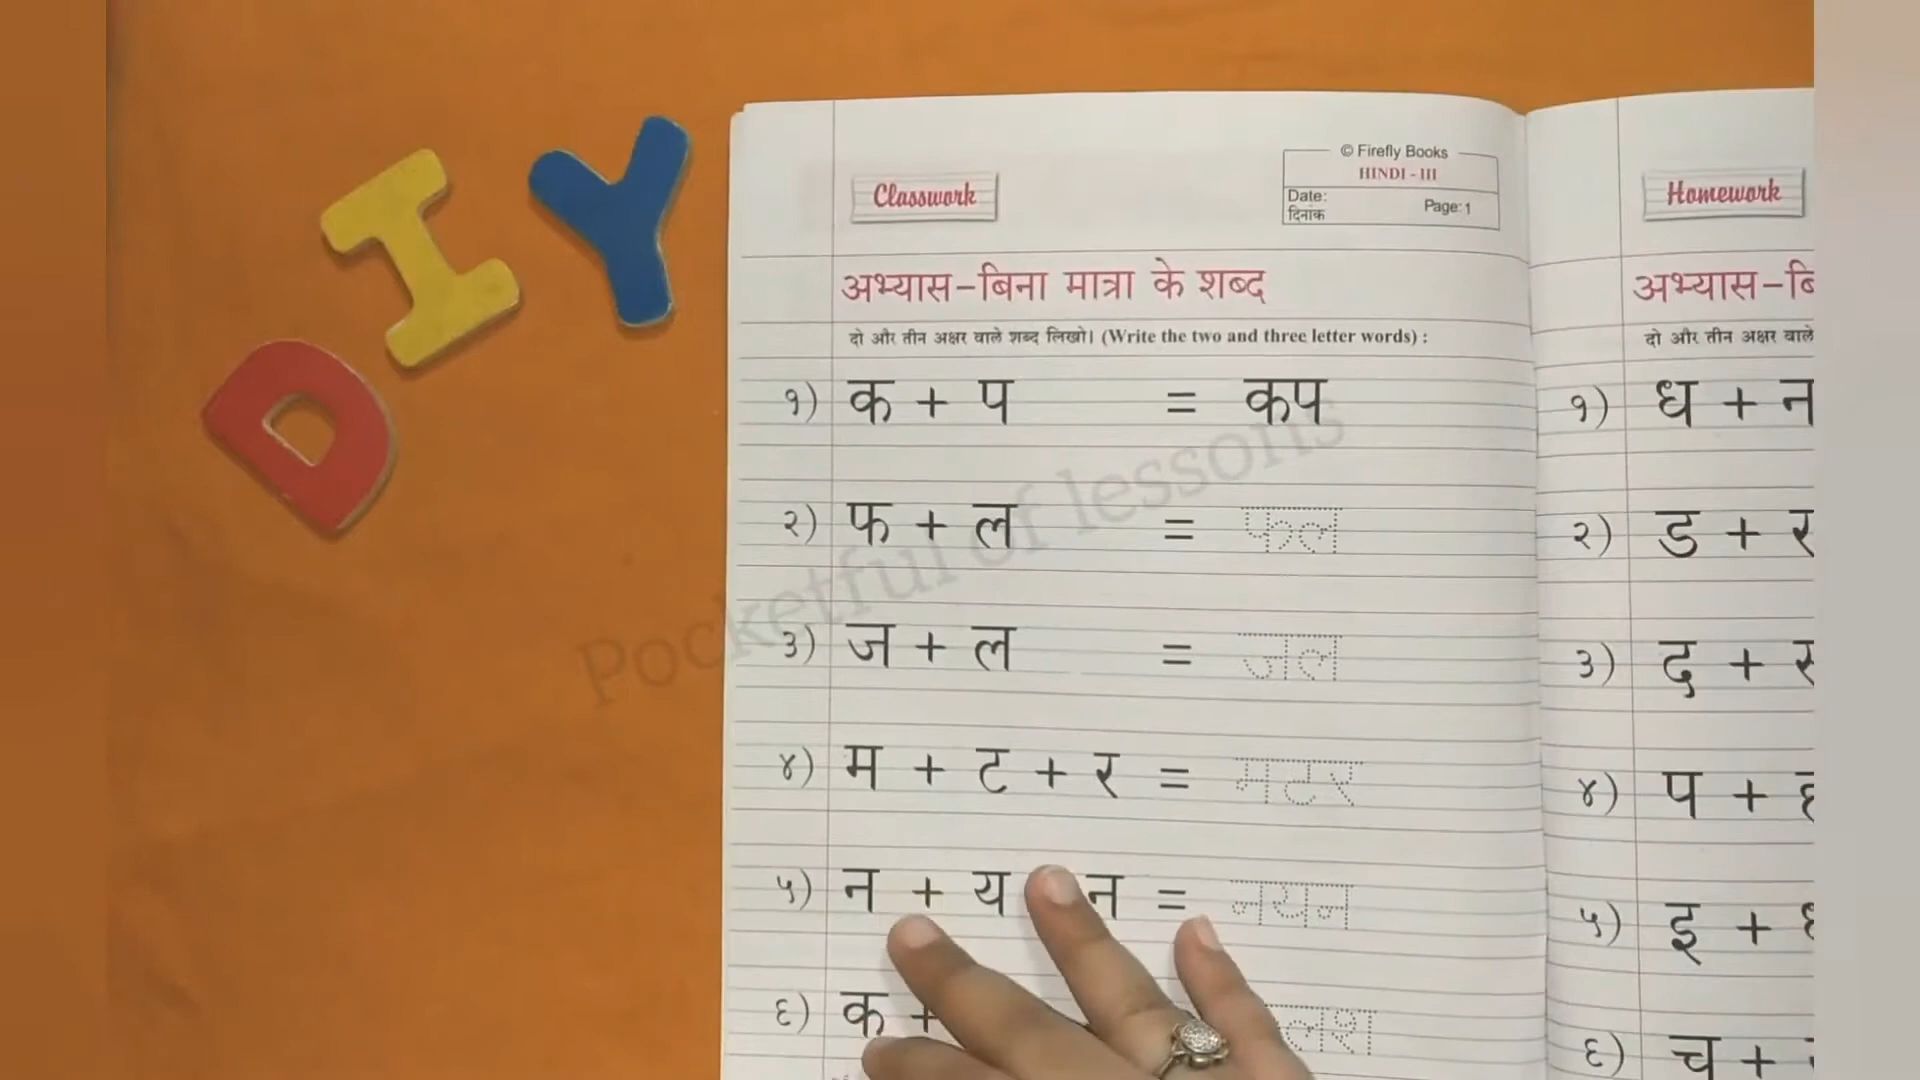 DIY
Classwork
© Firefly Books
HINDI - III
Date:
दिनांक
Page: 1
अभ्यास-बिना मात्रा के शब्द
दो और तीन अक्षर वाले शब्द लिखो। (Write the two and three letter words) :
१) क + प = कप
२) फ + ल = फल
३) ज + ल = जल
४) म + ट + र = मटर
५) न + य न = नयन
६) क + लश
Homework
अभ्यास-बि
दो और तीन अक्षर वाले
१) ध + न
२) ड + र
३) द + स
४) प + ह
५) इ +
६) च +
Pocketful of lessons